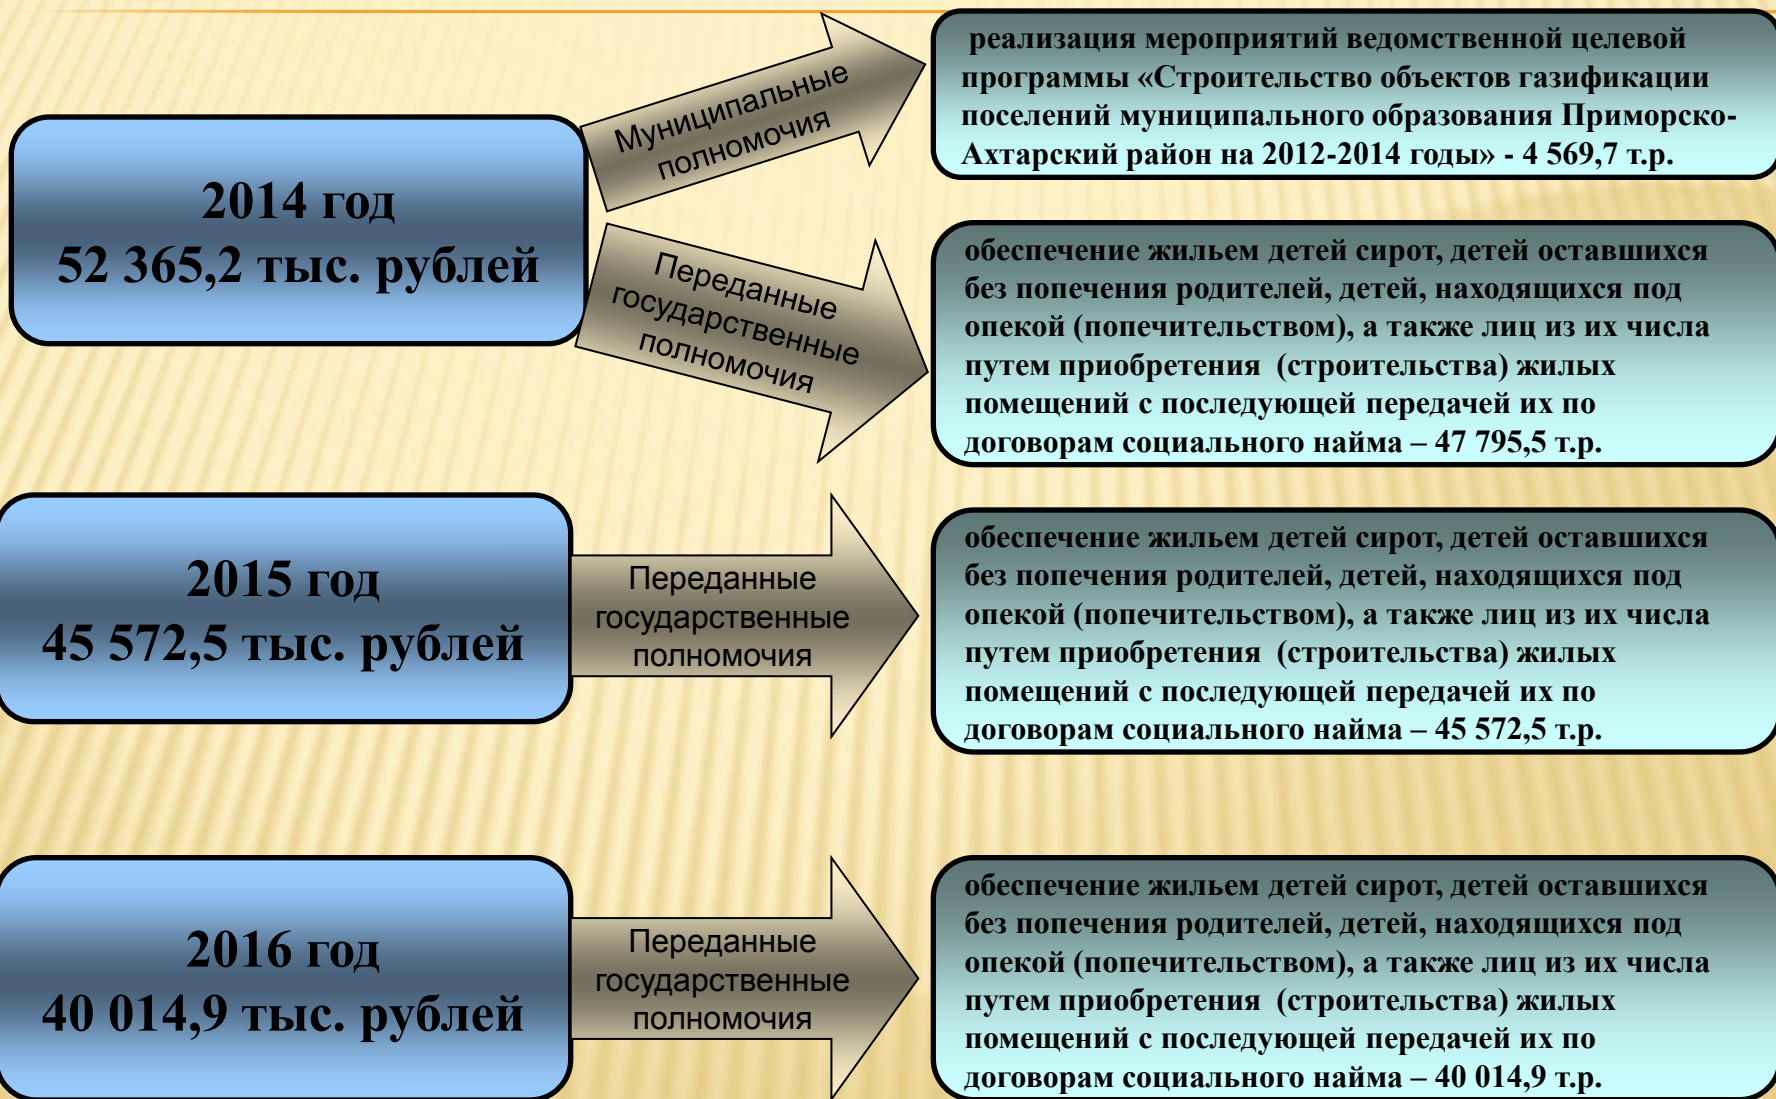 2014 год
52 365,2 тыс. рублей
Муниципальные
полномочия
реализация мероприятий ведомственной целевой
программы «Строительство объектов газификации
поселений муниципального образования Приморско-
Ахтарский район на 2012-2014 годы» - 4 569,7 т.р.
Переданные
государственные
полномочия
обеспечение жильем детей сирот, детей оставшихся
без попечения родителей, детей, находящихся под
опекой (попечительством), а также лиц из их числа
путем приобретения (строительства) жилых
помещений с последующей передачей их по
договорам социального найма – 47 795,5 т.р.
2015 год
45 572,5 тыс. рублей
Переданные
государственные
полномочия
обеспечение жильем детей сирот, детей оставшихся
без попечения родителей, детей, находящихся под
опекой (попечительством), а также лиц из их числа
путем приобретения (строительства) жилых
помещений с последующей передачей их по
договорам социального найма – 45 572,5 т.р.
2016 год
40 014,9 тыс. рублей
Переданные
государственные
полномочия
обеспечение жильем детей сирот, детей оставшихся
без попечения родителей, детей, находящихся под
опекой (попечительством), а также лиц из их числа
путем приобретения (строительства) жилых
помещений с последующей передачей их по
договорам социального найма – 40 014,9 т.р.